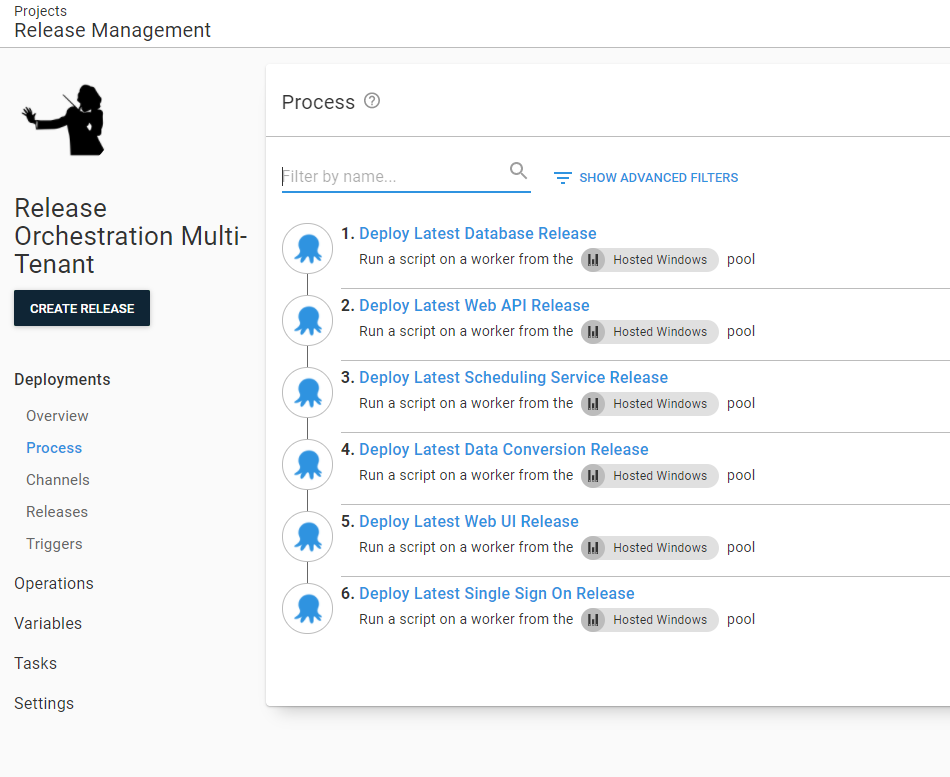 Projects
Release Management
Release
Orchestration Multi-
Tenant
CREATE RELEASE
Deployments
Overview
Process
Channels
Releases
Triggers
Operations
Variables
Tasks
Settings
Process ?
Filter by name...
SHOW ADVANCED FILTERS
1. Deploy Latest Database Release
Run a script on a worker from the Hosted Windows pool
2. Deploy Latest Web API Release
Run a script on a worker from the Hosted Windows pool
3. Deploy Latest Scheduling Service Release
Run a script on a worker from the Hosted Windows pool
4. Deploy Latest Data Conversion Release
Run a script on a worker from the Hosted Windows pool
5. Deploy Latest Web UI Release
Run a script on a worker from the Hosted Windows pool
6. Deploy Latest Single Sign On Release
Run a script on a worker from the Hosted Windows pool